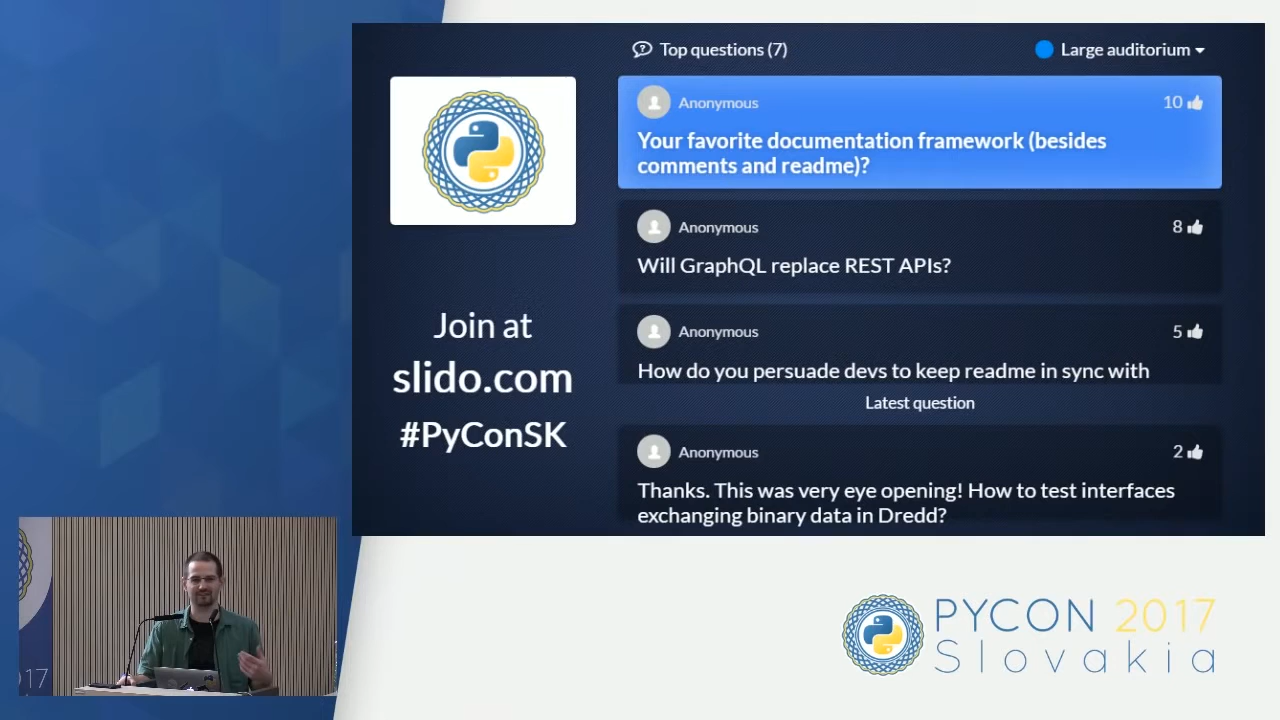 Top questions (7)
Large auditorium
Anonymous
10
Your favorite documentation framework (besides
comments and readme)?
Anonymous
8
Will GraphQL replace REST APIs?
Anonymous
5
How do you persuade devs to keep readme in sync with
Latest question
Anonymous
2
Thanks. This was very eye opening! How to test interfaces
exchanging binary data in Dredd?
Join at
slido.com
#PyConSK
17
PYCON 2017
Slovakia